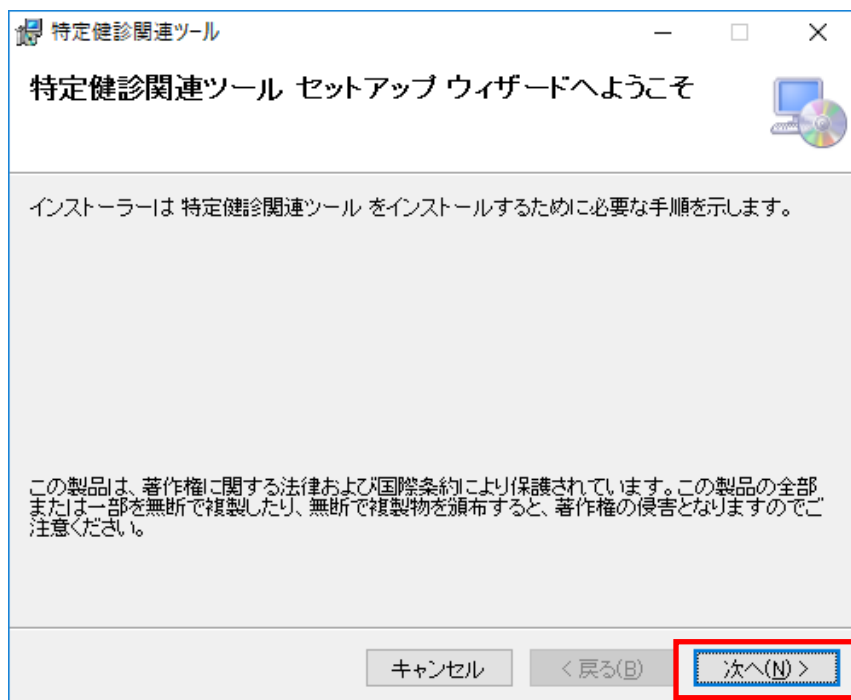 特定健診関連ツール
特定健診関連ツール セットアップ ウィザードへようこそ
インストーラーは 特定健診関連ツール をインストールするために必要な手順を示します。
この製品は、著作権に関する法律および国際条約により保護されています。この製品の全部
または一部を無断で複製したり、無断で複製物を頒布すると、著作権の侵害となりますのでご
注意ください。
キャンセル
< 戻る(B)
次へ(N) >